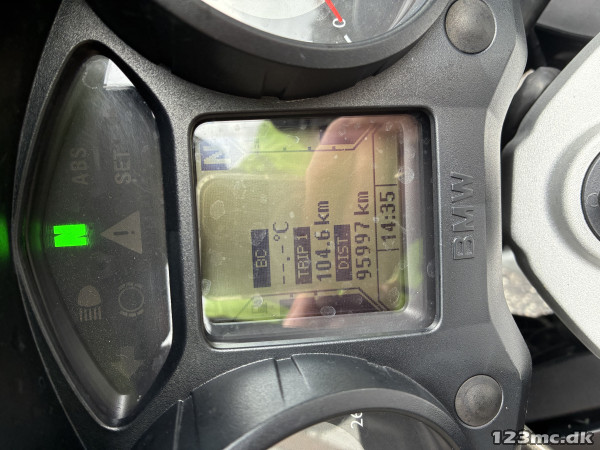 N
BC
--.-°C
TRIP 1
104.6 km
DIST.
95997 km
14:35
ABS
SET
N
BMW
C
123mc.dk